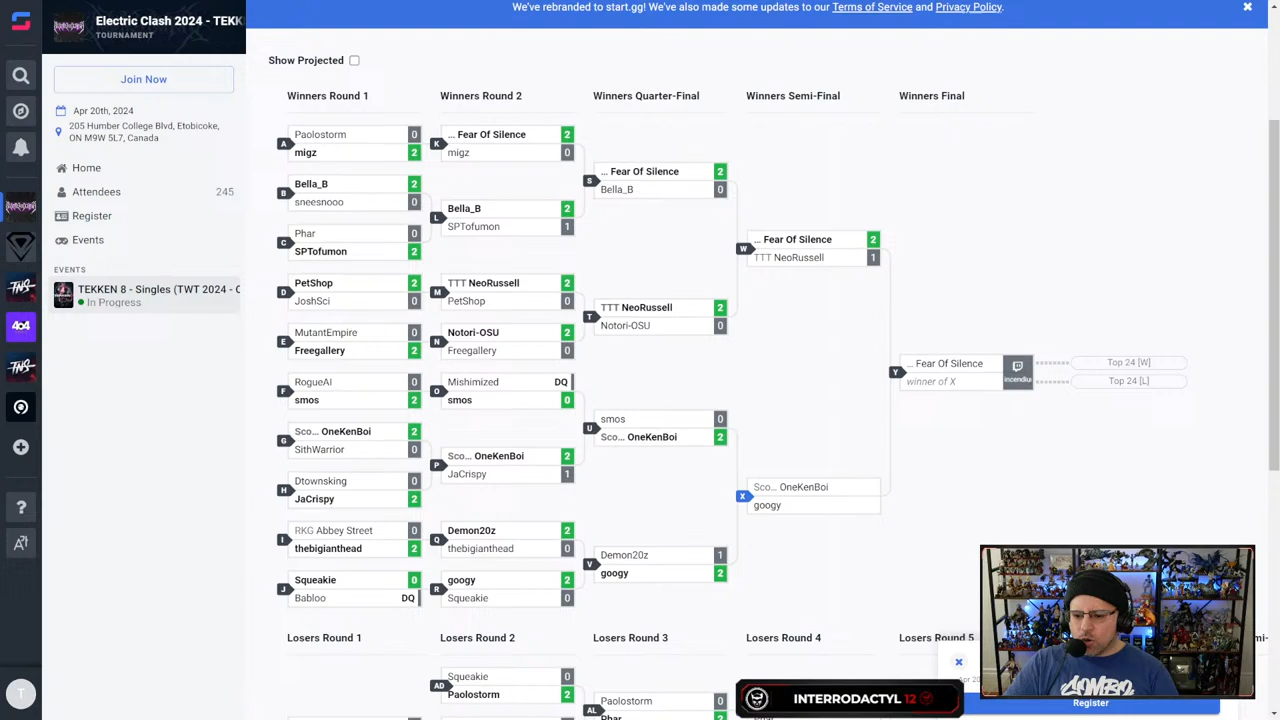 We've rebranded to start.gg! We've also made some updates to our Terms of Service and Privacy Policy.
Electric Clash 2024 - TEKK
TOURNAMENT
Join Now
Apr 20th, 2024
205 Humber College Blvd, Etobicoke,
ON M9W 5L7, Canada
Home
Attendees 245
Register
Events
EVENTS
TEKKEN 8 - Singles (TWT 2024 - C
In Progress
TNS
404
TNS
T
Show Projected
Winners Round 1
A
Paolostorm 0
migz 2
B
Bella_B 2
sneesnooo 0
C
Phar 0
SPTofumon 2
D
PetShop 2
JoshSci 0
E
MutantEmpire 0
Freegallery 2
F
RogueAI 0
smos 2
G
Sco... OneKenBoi 2
SithWarrior 0
H
Dtownsking 0
JaCrispy 2
I
RKG Abbey Street 0
thebigianthead 2
J
Squeakie 0
Babloo DQ
Winners Round 2
K
... Fear Of Silence 2
migz 0
L
Bella_B 2
SPTofumon 1
M
TTT NeoRussell 2
PetShop 0
N
Notori-OSU 2
Freegallery 0
O
Mishimized DQ
smos 0
P
Sco... OneKenBoi 2
JaCrispy 1
Q
Demon20z 2
thebigianthead 0
R
googy 2
Squeakie 0
Winners Quarter-Final
S
... Fear Of Silence 2
Bella_B 0
T
TTT NeoRussell 2
Notori-OSU 0
U
smos 0
Sco... OneKenBoi 2
V
Demon20z 1
googy 2
Winners Semi-Final
W
... Fear Of Silence 2
TTT NeoRussell 1
X
Sco... OneKenBoi
googy
Winners Final
Y
... Fear Of Silence
winner of X
incendiu
Top 24 [W]
Top 24 [L]
Losers Round 1
Losers Round 2
AD
Squeakie 0
Paolostorm 2
Losers Round 3
AL
Paolostorm 0
Phar 2
Losers Round 4
Losers Round 5
Apr 20
Register
INTERRODACTYL 12